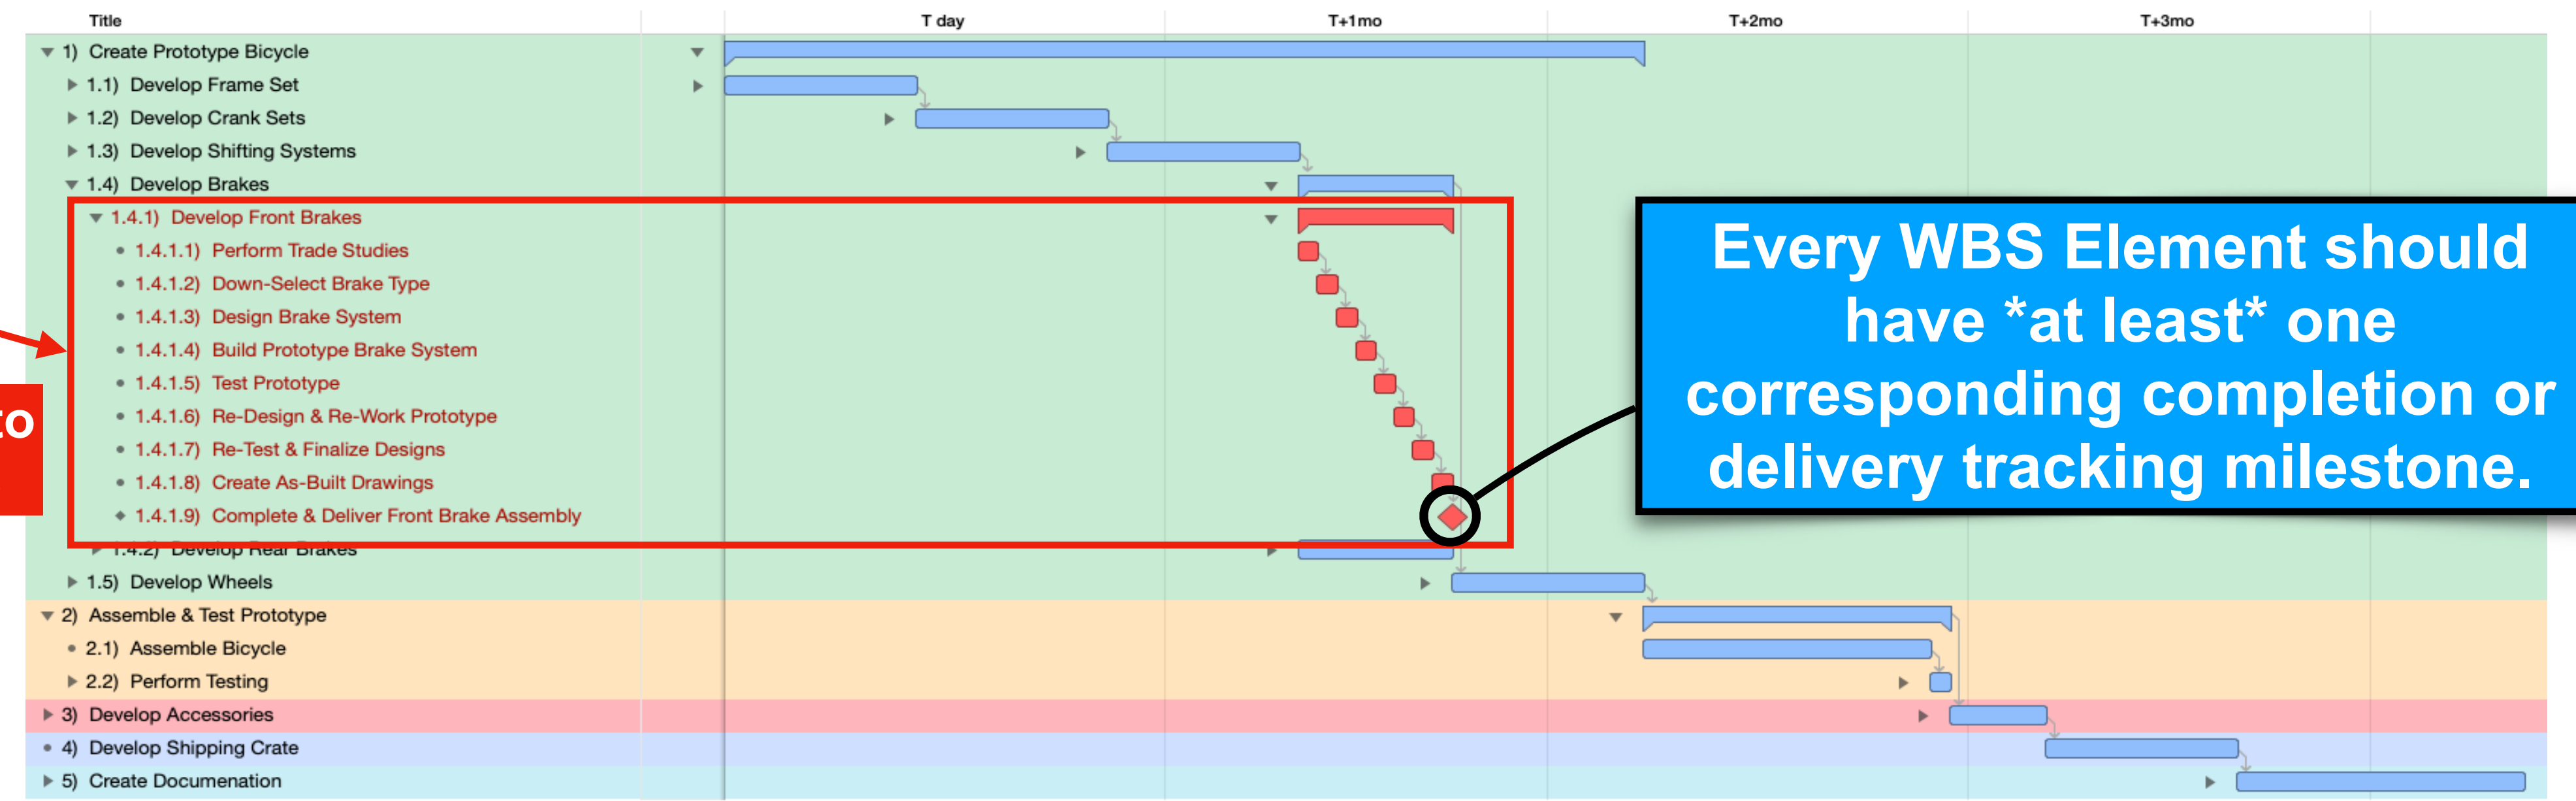 Title T day T+1mo T+2mo T+3mo
1) Create Prototype Bicycle
1.1) Develop Frame Set
1.2) Develop Crank Sets
1.3) Develop Shifting Systems
1.4) Develop Brakes
1.4.1) Develop Front Brakes
1.4.1.1) Perform Trade Studies
1.4.1.2) Down-Select Brake Type
1.4.1.3) Design Brake System
1.4.1.4) Build Prototype Brake System
1.4.1.5) Test Prototype
1.4.1.6) Re-Design & Re-Work Prototype
1.4.1.7) Re-Test & Finalize Designs
1.4.1.8) Create As-Built Drawings
1.4.1.9) Complete & Deliver Front Brake Assembly
1.4.2) Develop Rear Brakes
1.5) Develop Wheels
2) Assemble & Test Prototype
2.1) Assemble Bicycle
2.2) Perform Testing
3) Develop Accessories
4) Develop Shipping Crate
5) Create Documenation
to
Every WBS Element should
have *at least* one
corresponding completion or
delivery tracking milestone.